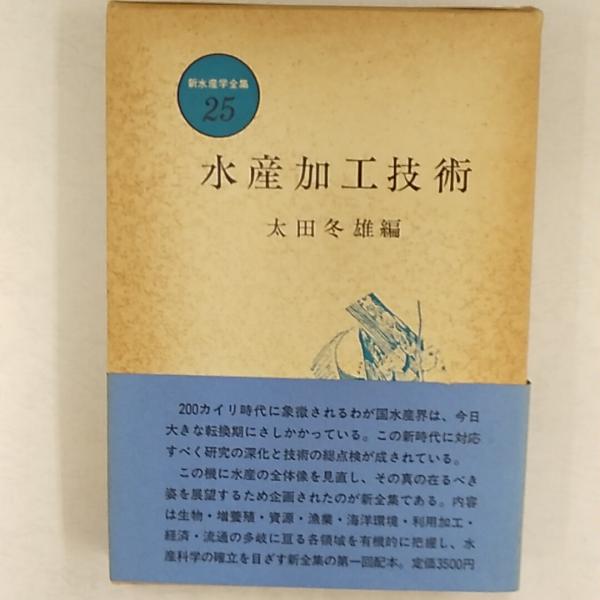 新水産学全集
25
水産加工技術
太田冬雄編
200カイリ時代に象徴されるわが国水産界は、今日
大きな転換期にさしかかっている。この新時代に対応
すべく研究の深化と技術の総点検が成されている。
この機に水産の全体像を見直し、その真の在るべき
姿を展望するため企画されたのが新全集である。内容
は生物・増養殖・資源・漁業・海洋環境・利用加工・
経済・流通の多岐に亘る各領域を有機的に把握し、水
産科学の確立を目ざす新全集の第一回配本。定価3500円